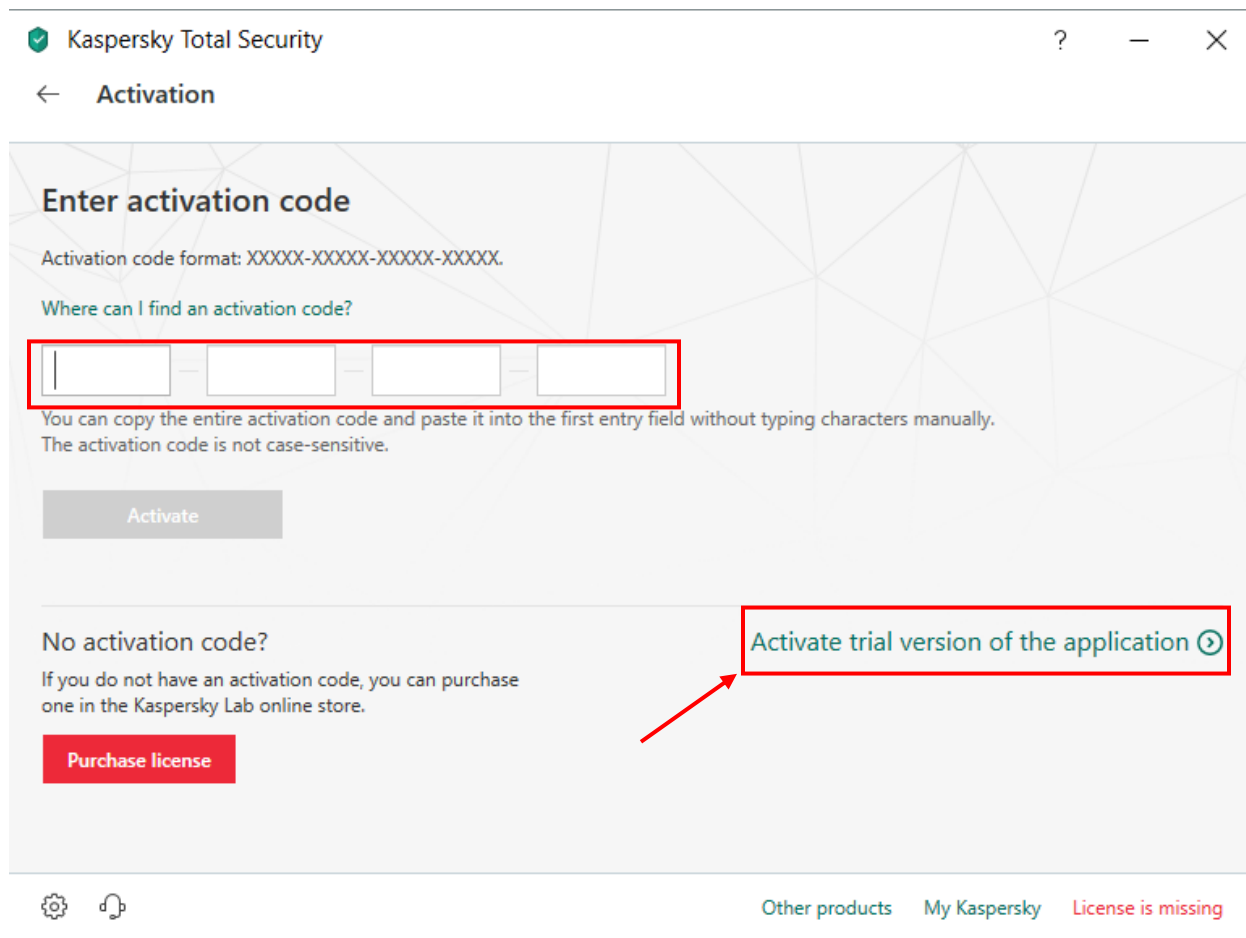 Kaspersky Total Security
?
Activation
Enter activation code
Activation code format: XXXXX-XXXXX-XXXXX-XXXXX.
Where can I find an activation code?
You can copy the entire activation code and paste it into the first entry field without typing characters manually.
The activation code is not case-sensitive.
Activate
No activation code?
Activate trial version of the application
If you do not have an activation code, you can purchase
one in the Kaspersky Lab online store.
Purchase license
Other products My Kaspersky License is missing